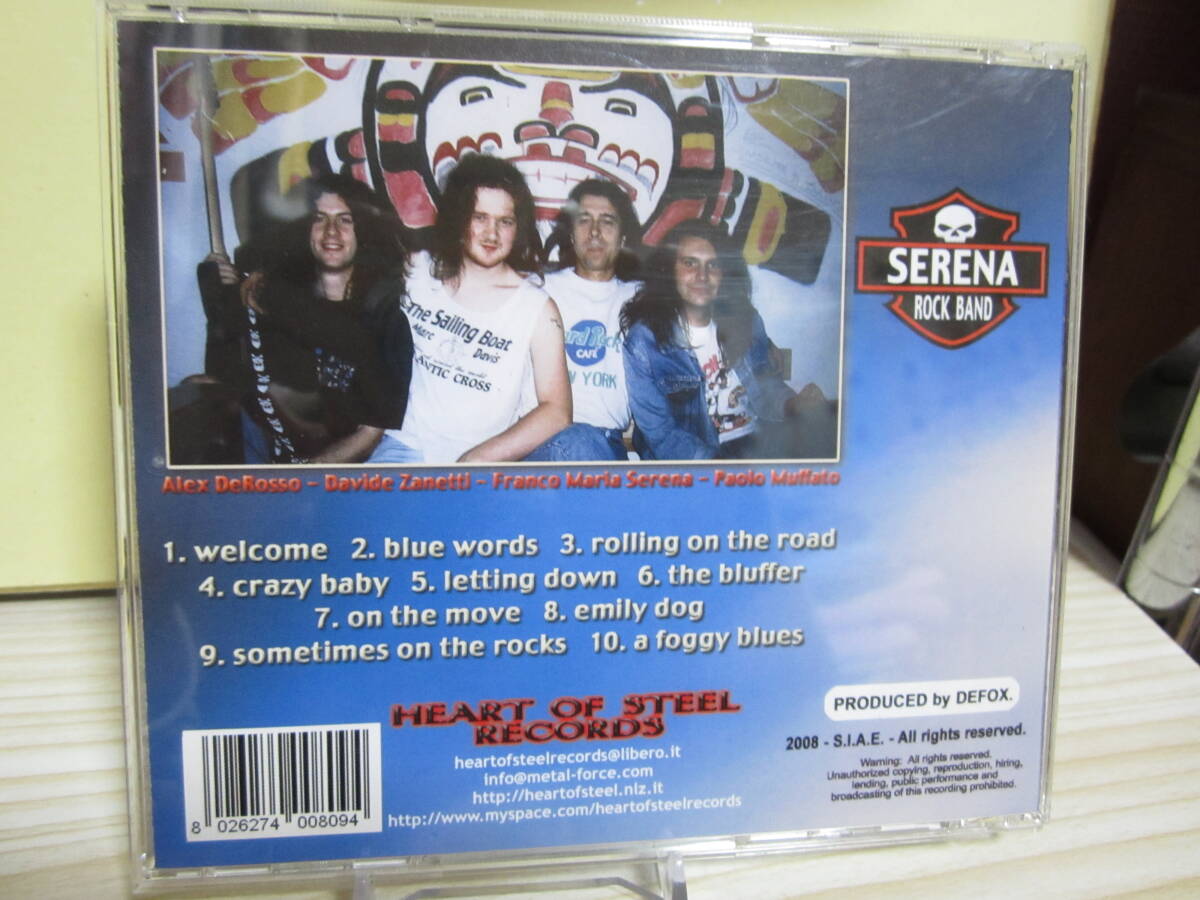 The Sailing Boat
Marc
Davis
ANTIC CROSS
ard Rock
CAFE
W YORK
SERENA
ROCK BAND
Alex DeRosso – Davide Zanetti – Franco Maria Serena – Paolo Muffato
1. welcome 2. blue words 3. rolling on the road
4. crazy baby 5. letting down 6. the bluffer
7. on the move 8. emily dog
9. sometimes on the rocks 10. a foggy blues
HEART OF STEEL
RECORDS
heartofsteelrecords@libero.it
info@metal-force.com
http://heartofsteel.nlz.it
http://www.myspace.com/heartofsteelrecords
8 026274 008094
PRODUCED by DEFOX.
2008 - S.I.A.E. - All rights reserved.
Warning: All rights reserved.
Unauthorized copying, reproduction, hiring,
lending, public performance and
broadcasting of this recording prohibited.